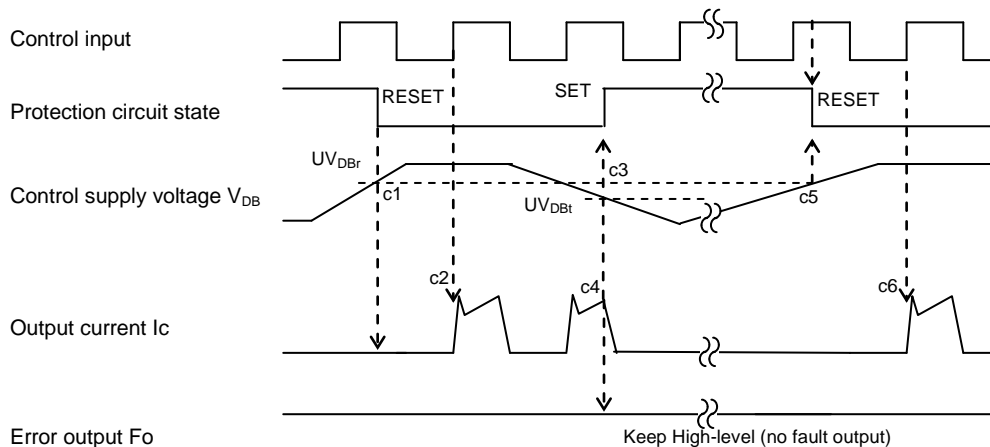 Control input
RESET
SET
RESET
Protection circuit state
UVDBr
c1
c3
c5
Control supply voltage VDB
UVDBt
c2
c4
c6
Output current Ic
Error output Fo
Keep High-level (no fault output)